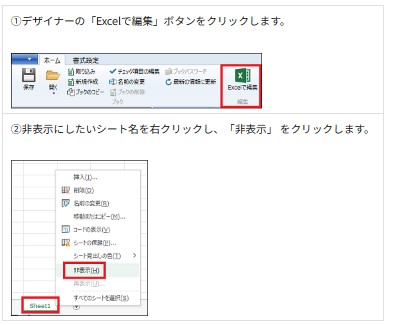 ①デザイナーの「Excelで編集」ボタンをクリックします。
ホーム 書式設定
保存
開く
取り込み
新規作成
ブックのコピー
チェック項目の編集
名前の変更
ブックの削除
ブックパスワード
最新の情報に更新
ブック
Excelで編集
編集
②非表示にしたいシート名を右クリックし、「非表示」 をクリックします。
挿入(I)...
削除(D)
名前の変更(R)
移動またはコピー(M)...
コードの表示(V)
シートの保護(P)...
シート見出しの色(T)
非表示(H)
再表示(U)...
すべてのシートを選択(S)
Sheet1